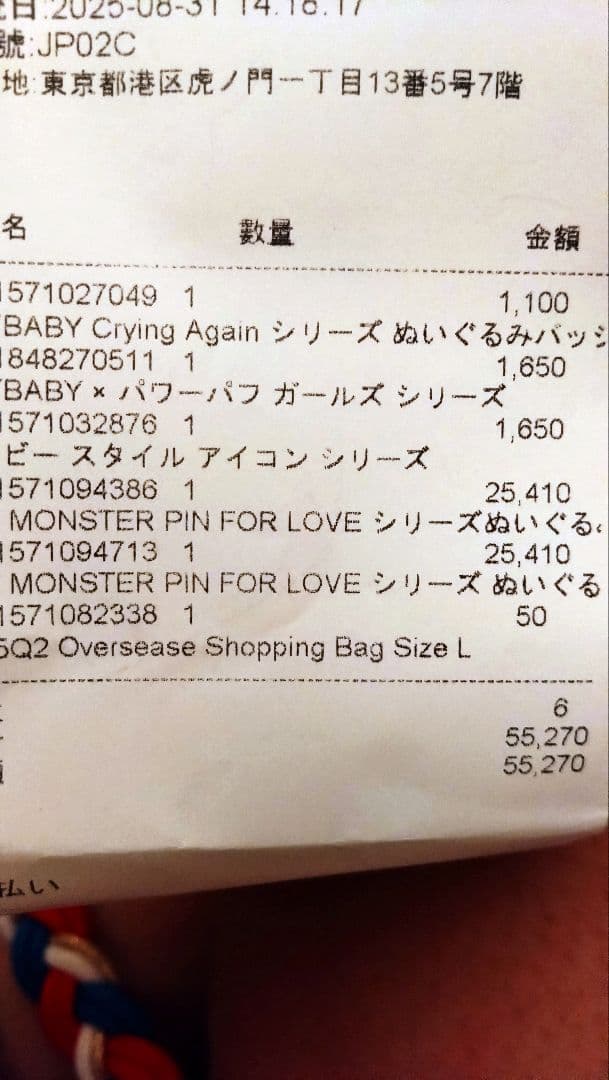 日:2025-08-31 14:18:17
號:JP02C
地:東京都港区虎ノ門一丁目13番5号7階
名 數量 金額
1571027049 1 1,100
BABY Crying Again シリーズ ぬいぐるみバッジ
1848270511 1 1,650
BABY × パワーパフ ガールズ シリーズ
1571032876 1 1,650
ビー スタイル アイコン シリーズ
1571094386 1 25,410
MONSTER PIN FOR LOVE シリーズぬいぐる
1571094713 1 25,410
MONSTER PIN FOR LOVE シリーズ ぬいぐる
1571082338 1 50
5Q2 Oversease Shopping Bag Size L
6
55,270
55,270
払い